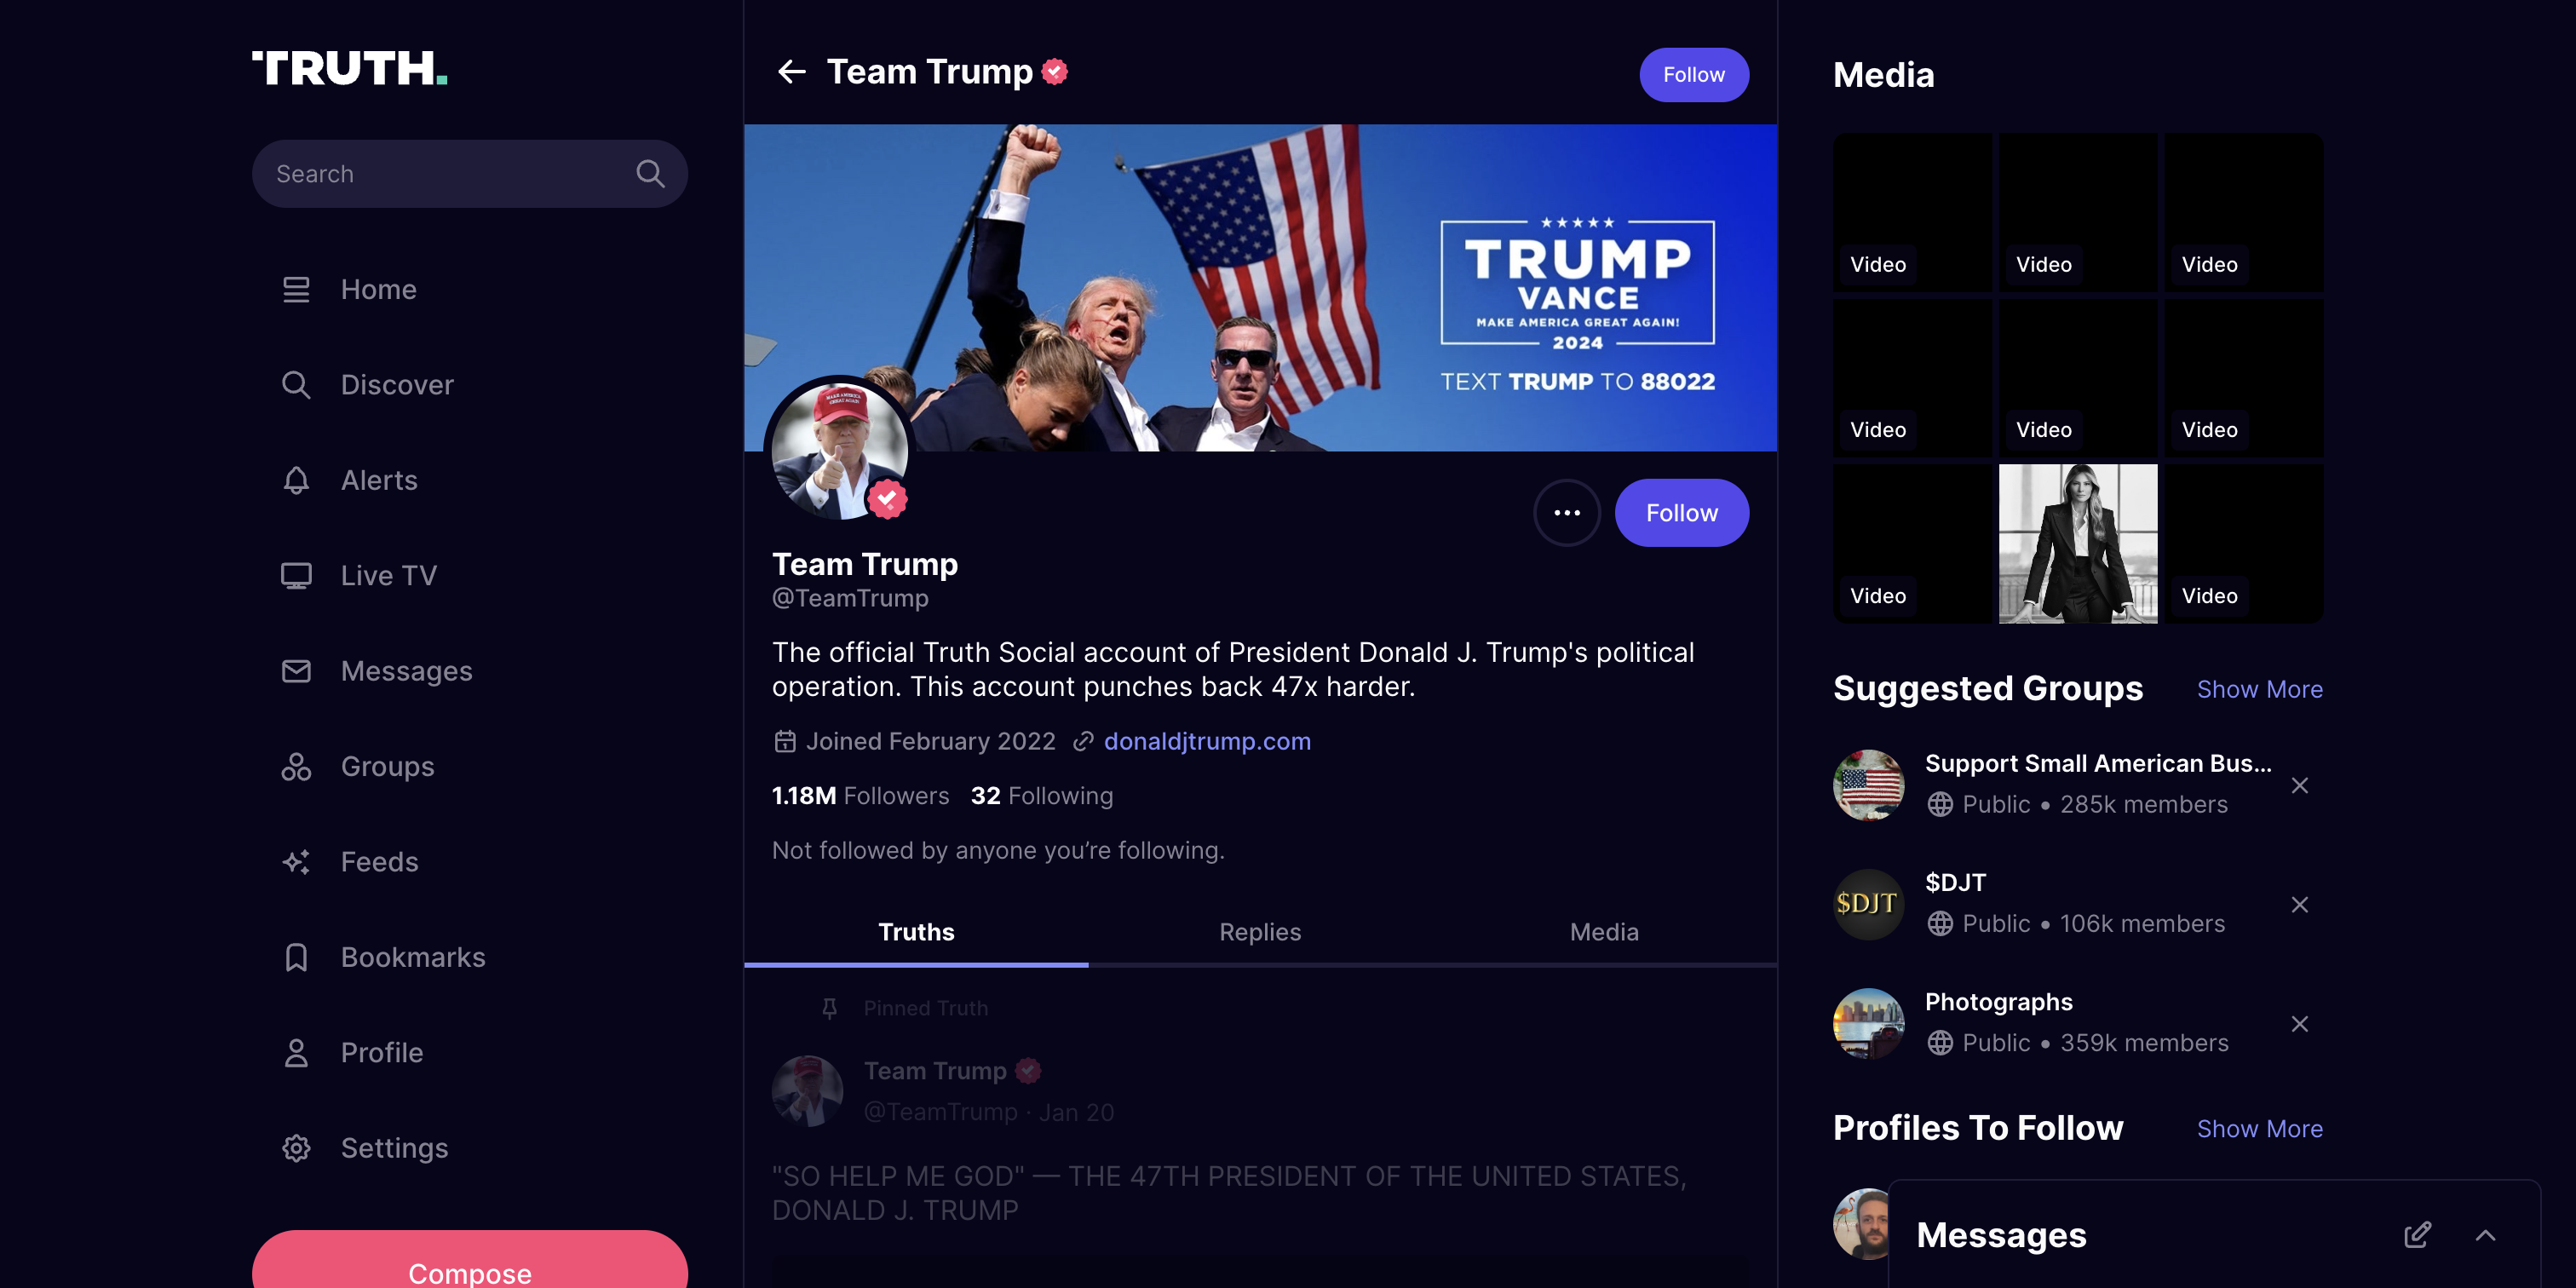 TRUTH.
Search
Home
Discover
Alerts
Live TV
Messages
Groups
Feeds
Bookmarks
Profile
Settings
Compose
Team Trump
Follow
TRUMP
VANCE
MAKE AMERICA GREAT AGAIN!
2024
TEXT TRUMP TO 88022
MAKE AMERICA
GREAT AGAIN
Follow
Team Trump
@TeamTrump
The official Truth Social account of President Donald J. Trump's political
operation. This account punches back 47x harder.
Joined February 2022 donaldjtrump.com
1.18M Followers 32 Following
Not followed by anyone you’re following.
Truths Replies Media
Pinned Truth
Team Trump
@TeamTrump · Jan 20
"SO HELP ME GOD" — THE 47TH PRESIDENT OF THE UNITED STATES,
DONALD J. TRUMP
Media
Video Video Video
Video Video Video
Video Video
Suggested Groups Show More
Support Small American Bus...
Public • 285k members
$DJT
$DJT
Public • 106k members
Photographs
Public • 359k members
Profiles To Follow Show More
Messages